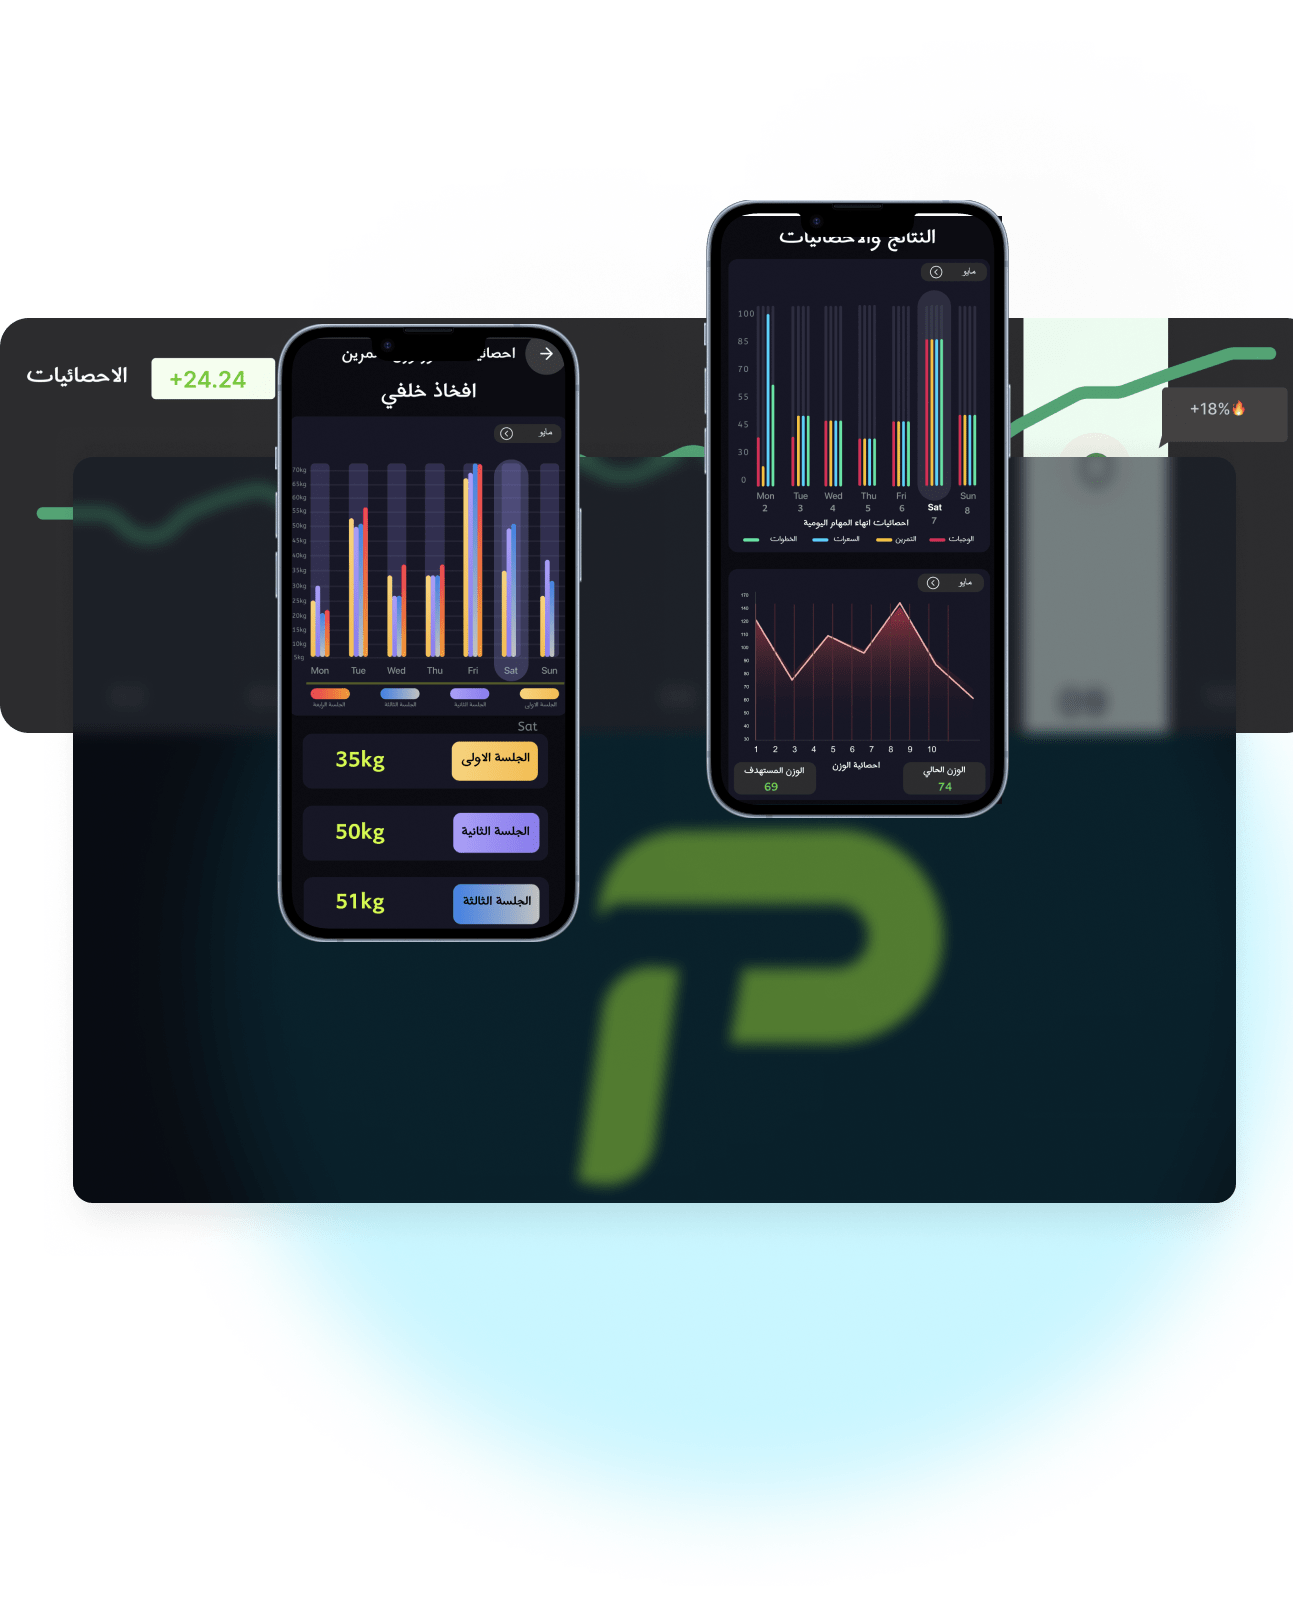 الاحصائيات
+24.24
+18%🔥
التمرين
افخاذ خلفي
مايو
70kg
65kg
60kg
55kg
50kg
45kg
40kg
35kg
30kg
25kg
20kg
15kg
10kg
5kg
Mon Tue Wed Thu Fri Sat Sun
الجلسة الرابعة الجلسة الثالثة الجلسة الثانية الجلسة الاولى
Sat
الجلسة الاولى 35kg
الجلسة الثانية 50kg
الجلسة الثالثة 51kg
النتائج والاحصائيات
مايو
100
85
70
55
45
30
0
Mon Tue Wed Thu Fri Sat Sun
2 3 4 5 6 7 8
احصائيات انهاء المهام اليومية
الوجبات التمرين السعرات الخطوات
مايو
170
140
120
110
100
90
80
70
60
50
40
30
1 2 3 4 5 6 7 8 9 10
احصائية الوزن
الوزن الحالي
74
الوزن المستهدف
69